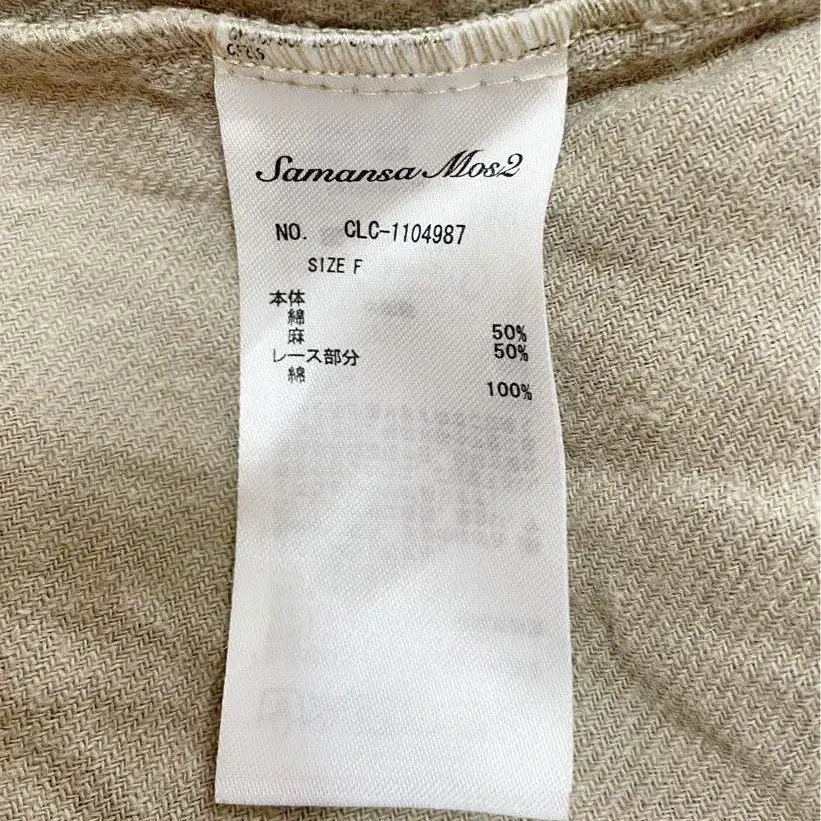 Samansa Mos2
NO. CLC-1104987
SIZE F
本体
綿 50%
麻 50%
レース部分
綿 100%